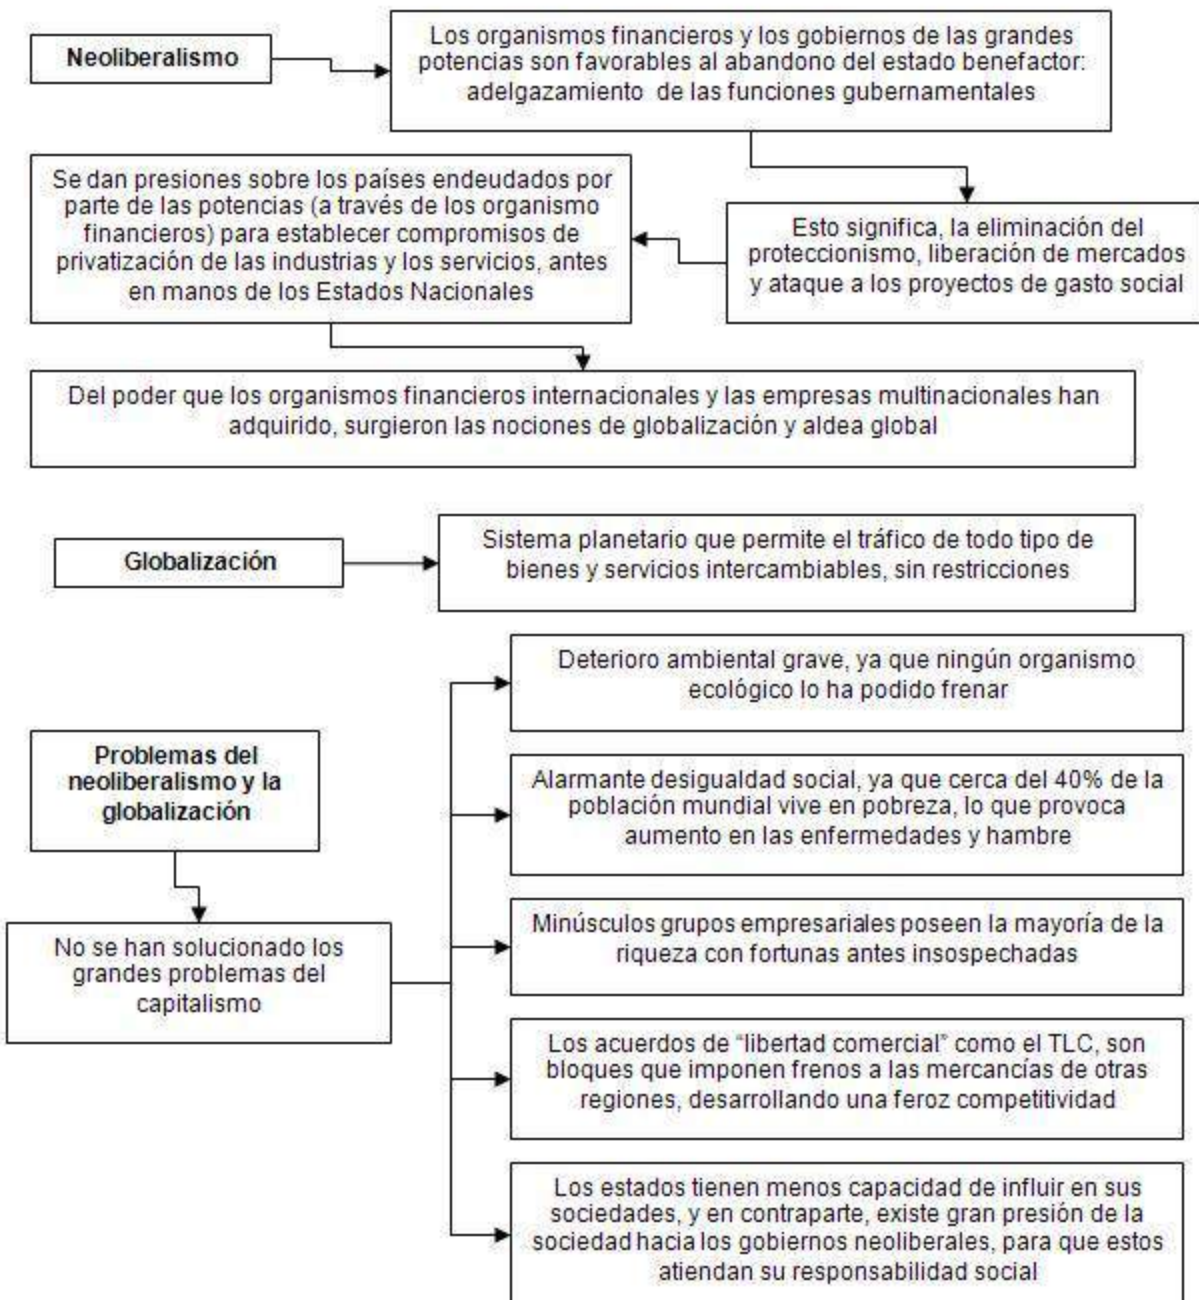 Neoliberalismo
Los organismos financieros y los gobiernos de las grandes
potencias son favorables al abandono del estado benefactor:
adelgazamiento de las funciones gubernamentales
Se dan presiones sobre los países endeudados por
parte de las potencias (a través de los organismo
financieros) para establecer compromisos de
privatización de las industrias y los servicios, antes
en manos de los Estados Nacionales
Esto significa, la eliminación del
proteccionismo, liberación de mercados
y ataque a los proyectos de gasto social
Del poder que los organismos financieros internacionales y las empresas multinacionales han
adquirido, surgieron las nociones de globalización y aldea global
Globalización
Sistema planetario que permite el tráfico de todo tipo de
bienes y servicios intercambiables, sin restricciones
Problemas del
neoliberalismo y la
globalización
No se han solucionado los
grandes problemas del
capitalismo
Deterioro ambiental grave, ya que ningún organismo
ecológico lo ha podido frenar
Alarmante desigualdad social, ya que cerca del 40% de la
población mundial vive en pobreza, lo que provoca
aumento en las enfermedades y hambre
Minúsculos grupos empresariales poseen la mayoría de la
riqueza con fortunas antes insospechadas
Los acuerdos de “libertad comercial” como el TLC, son
bloques que imponen frenos a las mercancías de otras
regiones, desarrollando una feroz competitividad
Los estados tienen menos capacidad de influir en sus
sociedades, y en contraparte, existe gran presión de la
sociedad hacia los gobiernos neoliberales, para que estos
atiendan su responsabilidad social